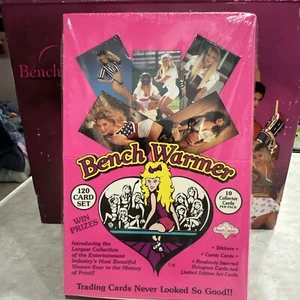 Bench
Bench Warmer
120
CARD
SET
10
Collector
Cards
PER PACK
WIN
PRIZES
Introducing the
Largest Collection
of the Entertainment
Industry's Most Beautiful
Women Ever in the History
of Print!!
• Stickers •
• Comic Cards •
• Randomly Inserted
Hologram Cards and
Limited Edition Art Cards
TM
Trading Cards Never Looked So Good!!